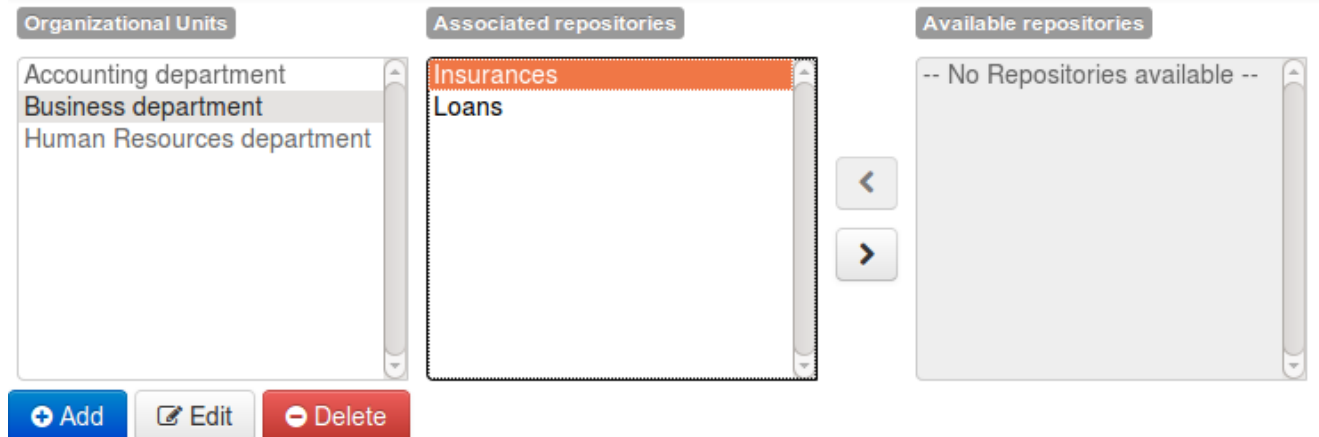 Organizational Units
Associated repositories
Available repositories
Accounting department
Business department
Human Resources department
Insurances
Loans
-- No Repositories available --
Add
Edit
Delete